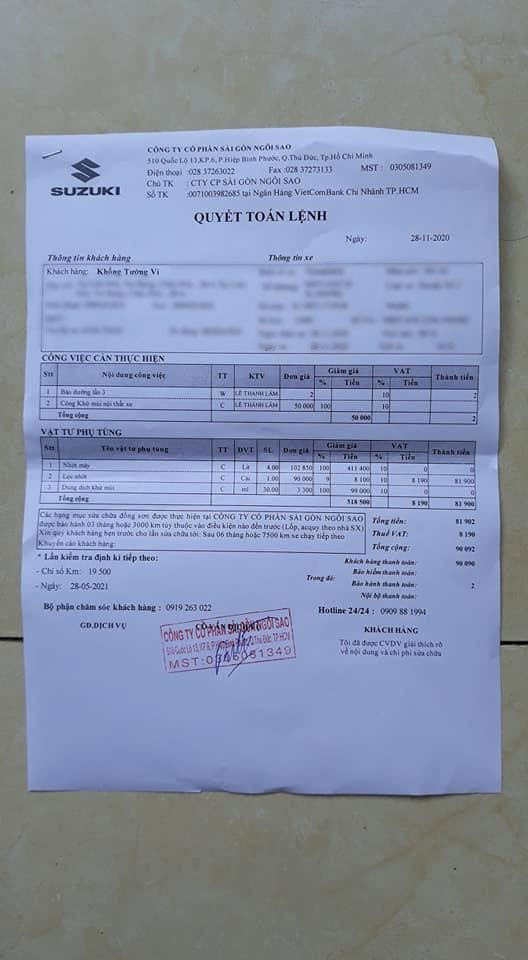 SUZUKI
CÔNG TY CỔ PHẦN SÀI GÒN NGÔI SAO
510 Quốc Lộ 13,KP.6, P.Hiệp Bình Phước, Q.Thủ Đức, Tp.Hồ Chí Minh
Điện thoại :028 37263022 Fax :028 37273133 MST : 0305081349
Chủ TK : CTY CP SÀI GÒN NGÔI SAO
Số TK :0071003982685 tại Ngân Hàng VietComBank Chi Nhánh TP.HCM
QUYẾT TOÁN LỆNH
Ngày: 28-11-2020
Thông tin khách hàng Thông tin xe
Khách hàng: Khổng Tường Vi
CÔNG VIỆC CẦN THỰC HIỆN
Stt Nội dung công việc TT KTV Đơn giá Giảm giá VAT Thành tiền
% Tiền % Tiền
1 Bảo dưỡng lần 3 W LÊ THANH LÂM 2 10 2
2 Công Khử mùi nội thất xe C LÊ THANH LÂM 50 000 100 10
Tổng cộng 50 000 2
VẬT TƯ PHỤ TÙNG
Stt Tên vật tư phụ tùng TT ĐVT SL Đơn giá Giảm giá VAT Thành tiền
% Tiền % Tiền
1 Nhớt máy C Lít 4.00 102 850 100 411 400 10 0 0
2 Lọc nhớt C Cái 1.00 90 000 9 8 100 10 8 190 81 900
3 Dung dịch khử mùi C ml 30.00 3 300 100 99 000 10 0 0
Tổng cộng 518 500 8 190 81 900
Các hạng mục sửa chữa đồng sơn được thực hiện tại CÔNG TY CỔ PHẦN SÀI GÒN NGÔI SAO
được bảo hành 03 tháng hoặc 3000 km tùy thuộc vào điều kiện nào đến trước (Lốp, acquy theo nhà SX)
Xin quý khách hàng hẹn trước cho lần sửa chữa tới: Sau 06 tháng hoặc 7500 km xe chạy tiếp theo
Khuyến cáo khách hàng:
Tổng tiền: 81 902
Thuế VAT: 8 190
Tổng cộng: 90 092
Khách hàng thanh toán: 90 090
Trong đó: Bảo hiểm thanh toán:
Bảo hành thanh toán: 2
Nội bộ thanh toán:
* Lần kiểm tra định kì tiếp theo:
- Chỉ số Km: 19 500
- Ngày: 28-05-2021
Bộ phận chăm sóc khách hàng : 0919 263 022 Hotline 24/24 : 0909 88 1994
GĐ.DỊCH VỤ
KHÁCH HÀNG
Tôi đã được CVDV giải thích rõ
về nội dung và chi phí sửa chữa
CÔNG TY CỔ PHẦN SÀI GÒN NGÔI SAO
MST:0305081349